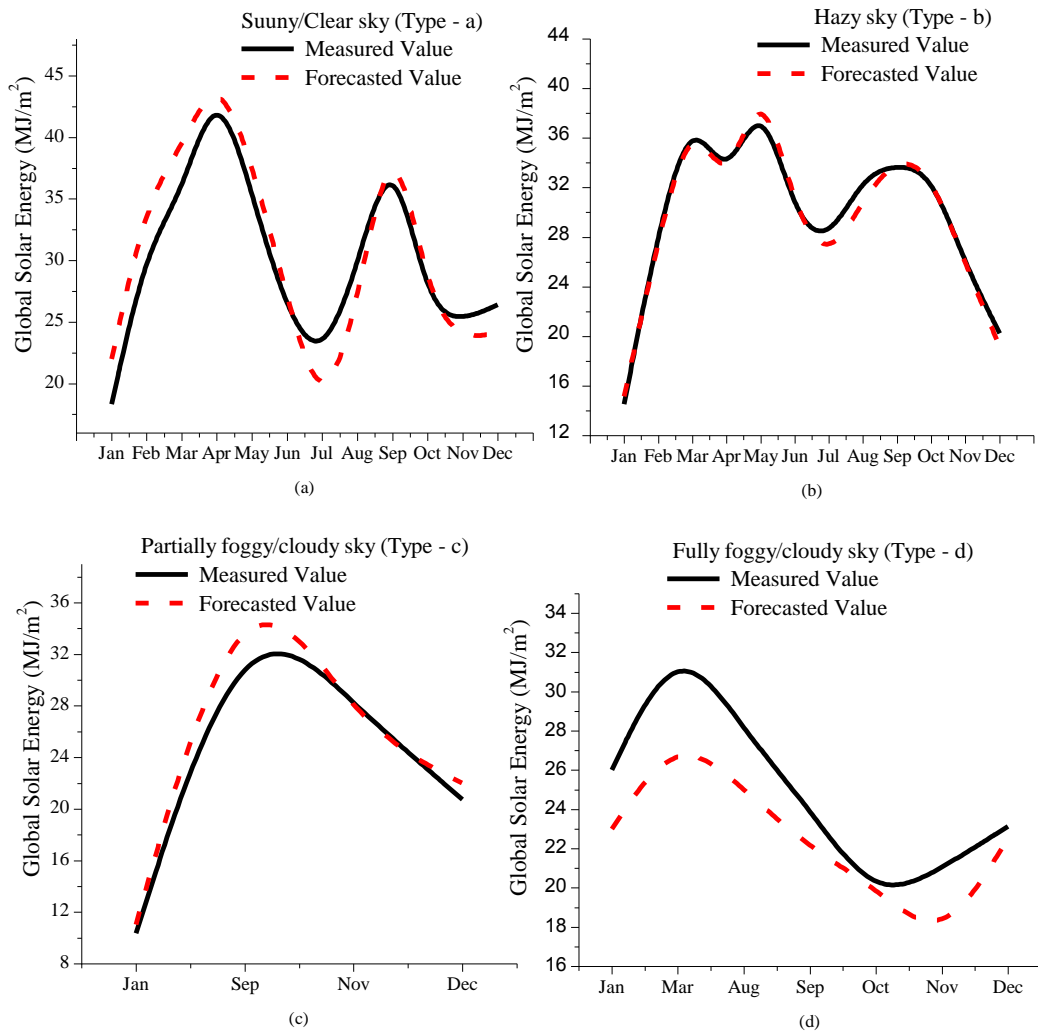 Suuny/Clear sky (Type - a)
Measured Value
Forecasted Value
Global Solar Energy (MJ/m²)
45
40
35
30
25
20
Jan Feb Mar Apr May Jun Jul Aug Sep Oct Nov Dec
(a)
Hazy sky (Type - b)
Measured Value
Forecasted Value
Global Solar Energy (MJ/m²)
44
40
36
32
28
24
20
16
12
Jan Feb Mar Apr May Jun Jul Aug Sep Oct Nov Dec
(b)
Partially foggy/cloudy sky (Type - c)
Measured Value
Forecasted Value
Global Solar Energy (MJ/m²)
36
32
28
24
20
16
12
8
Jan Sep Nov Dec
(c)
Fully foggy/cloudy sky (Type - d)
Measured Value
Forecasted Value
Global Solar Energy (MJ/m²)
34
31
28
26
24
22
20
18
16
Jan Mar Aug Sep Oct Nov Dec
(d)